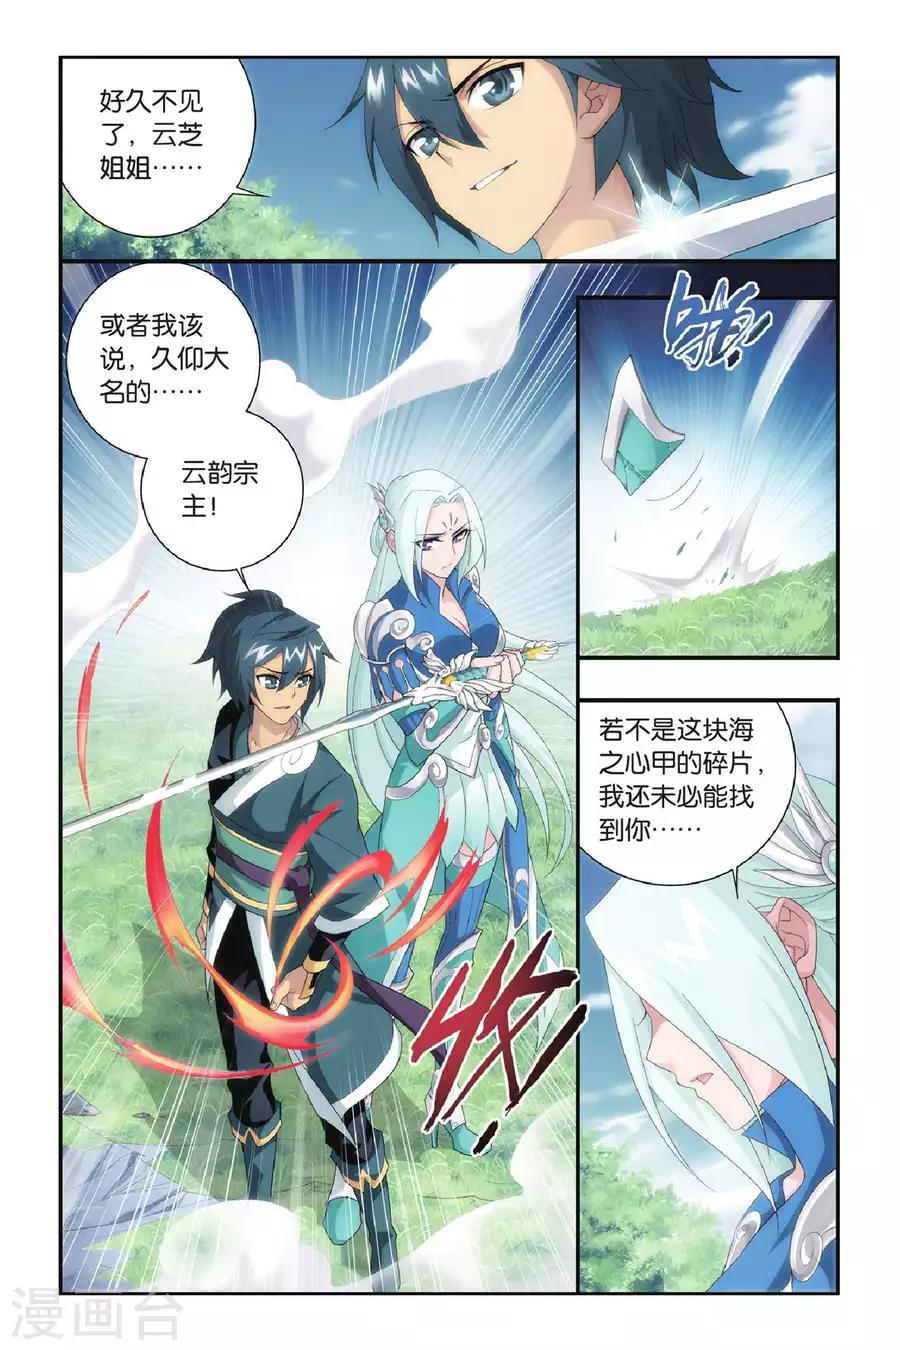 好久不见
了，云芝
姐姐……
或者我该
说，久仰大
名的……
云韵宗
主！
收！
若不是这块海
之心甲的碎片，
我还未必能找
到你……
漫画台